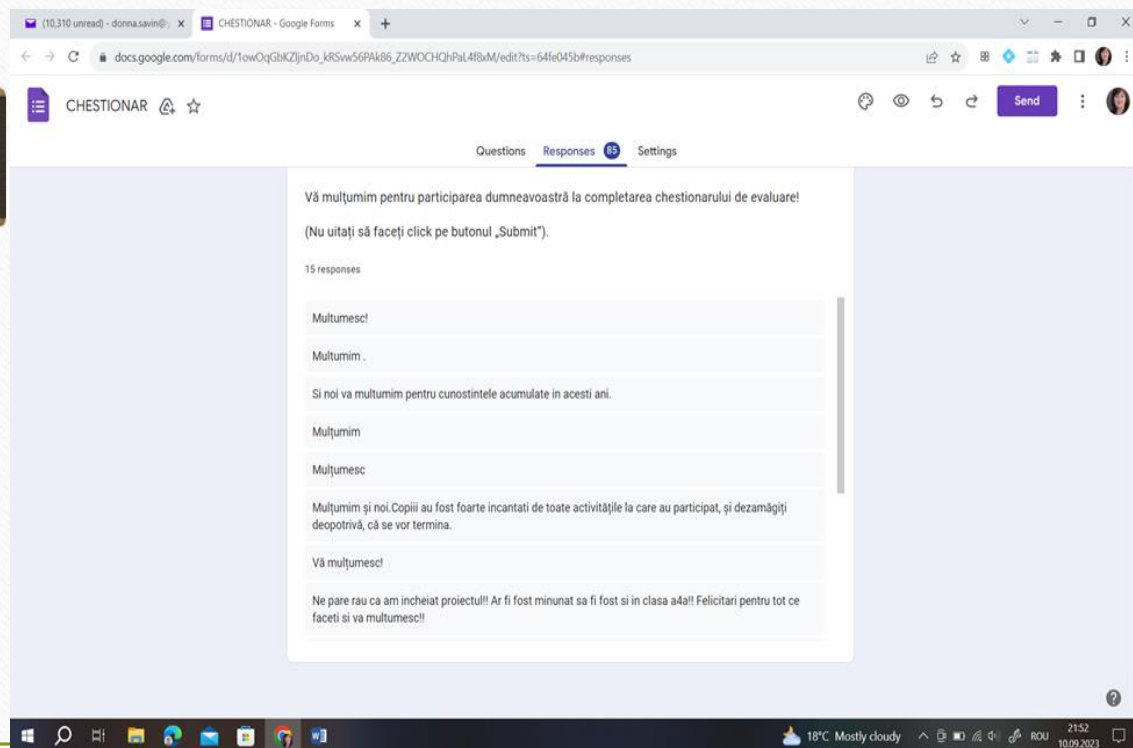 (10,310 unread) - donna.savin@y
CHESTIONAR - Google Forms
docs.google.com/forms/d/1owOqGbKZljnDo_kRSvw56PAk86_Z2WOCHQhPaL4f8xM/edit?ts=64fe045b#responses
CHESTIONAR
Send
Questions Responses 85 Settings
Vă mulțumim pentru participarea dumneavoastră la completarea chestionarului de evaluare!
(Nu uitați să faceți click pe butonul „Submit”).
15 responses
Multumesc!
Multumim .
Si noi va multumim pentru cunostintele acumulate in acesti ani.
Mulțumim
Mulțumesc
Mulțumim și noi.Copiii au fost foarte incantati de toate activitățile la care au participat, și dezamăgiți
deopotrivă, că se vor termina.
Vă mulțumesc!
Ne pare rau ca am incheiat proiectul!! Ar fi fost minunat sa fi fost si in clasa a4a!! Felicitari pentru tot ce
faceti si va multumesc!!
18°C Mostly cloudy
ROU
21:52
10.09.2023